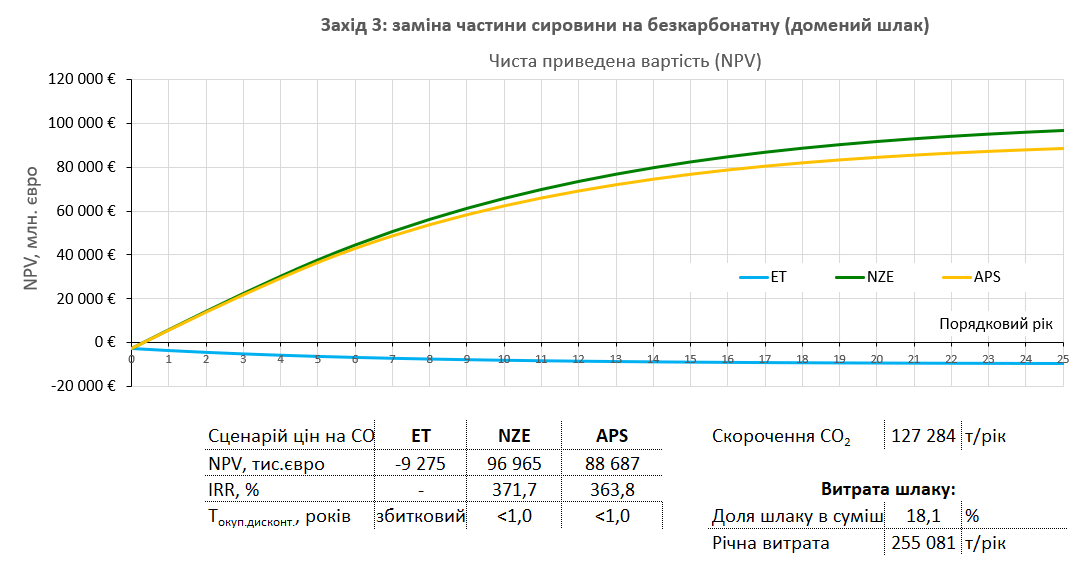 Захід 3: заміна частини сировини на безкарбонатну (домений шлак)
Чиста приведена вартість (NPV)
120 000 €
100 000 €
80 000 €
60 000 €
40 000 €
20 000 €
0 €
-20 000 €
NPV, млн. євро
ET NZE APS
Порядковий рік
0 1 2 3 4 5 6 7 8 9 10 11 12 13 14 15 16 17 18 19 20 21 22 23 24 25
Сценарій цін на СО ET NZE APS
NPV, тис.євро -9 275 96 965 88 687
IRR, % - 371,7 363,8
Токуп.дисконт., років збитковий <1,0 <1,0
Скорочення CO₂ 127 284 т/рік
Витрата шлаку:
Доля шлаку в суміш 18,1 %
Річна витрата 255 081 т/рік